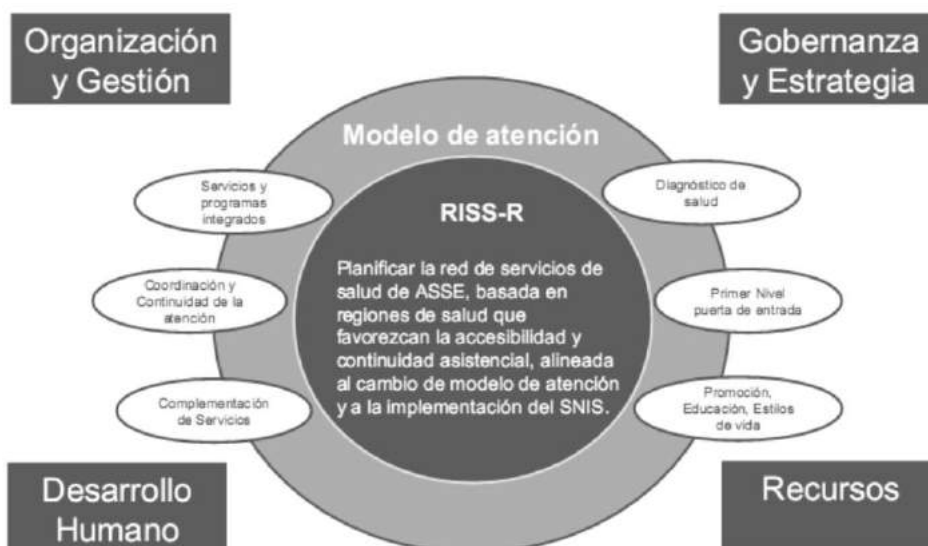 Organización
y Gestión
Gobernanza
y Estrategia
Modelo de atención
Servicios y
programas
integrados
Diagnóstico de
salud
RISS-R
Planificar la red de servicios de
salud de ASSE, basada en
regiones de salud que
favorezcan la accesibilidad y
continuidad asistencial, alineada
al cambio de modelo de atención
y a la implementación del SNIS.
Coordinación y
Continuidad de la
atención
Primer Nivel
puerta de entrada
Complementación
de Servicios
Promoción,
Educación, Estilos
de vida
Desarrollo
Humano
Recursos